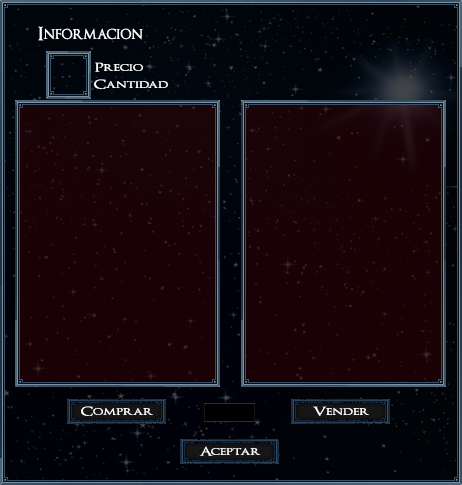 Informacion
Precio
Cantidad
Comprar
Vender
Aceptar